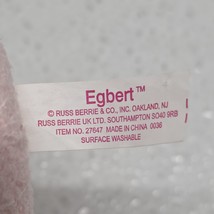 Egbert™
© RUSS BERRIE & CO., INC. OAKLAND, NJ
RUSS BERRIE UK LTD. SOUTHAMPTON SO40 9RB
ITEM NO. 27647 MADE IN CHINA 0036
SURFACE WASHABLE